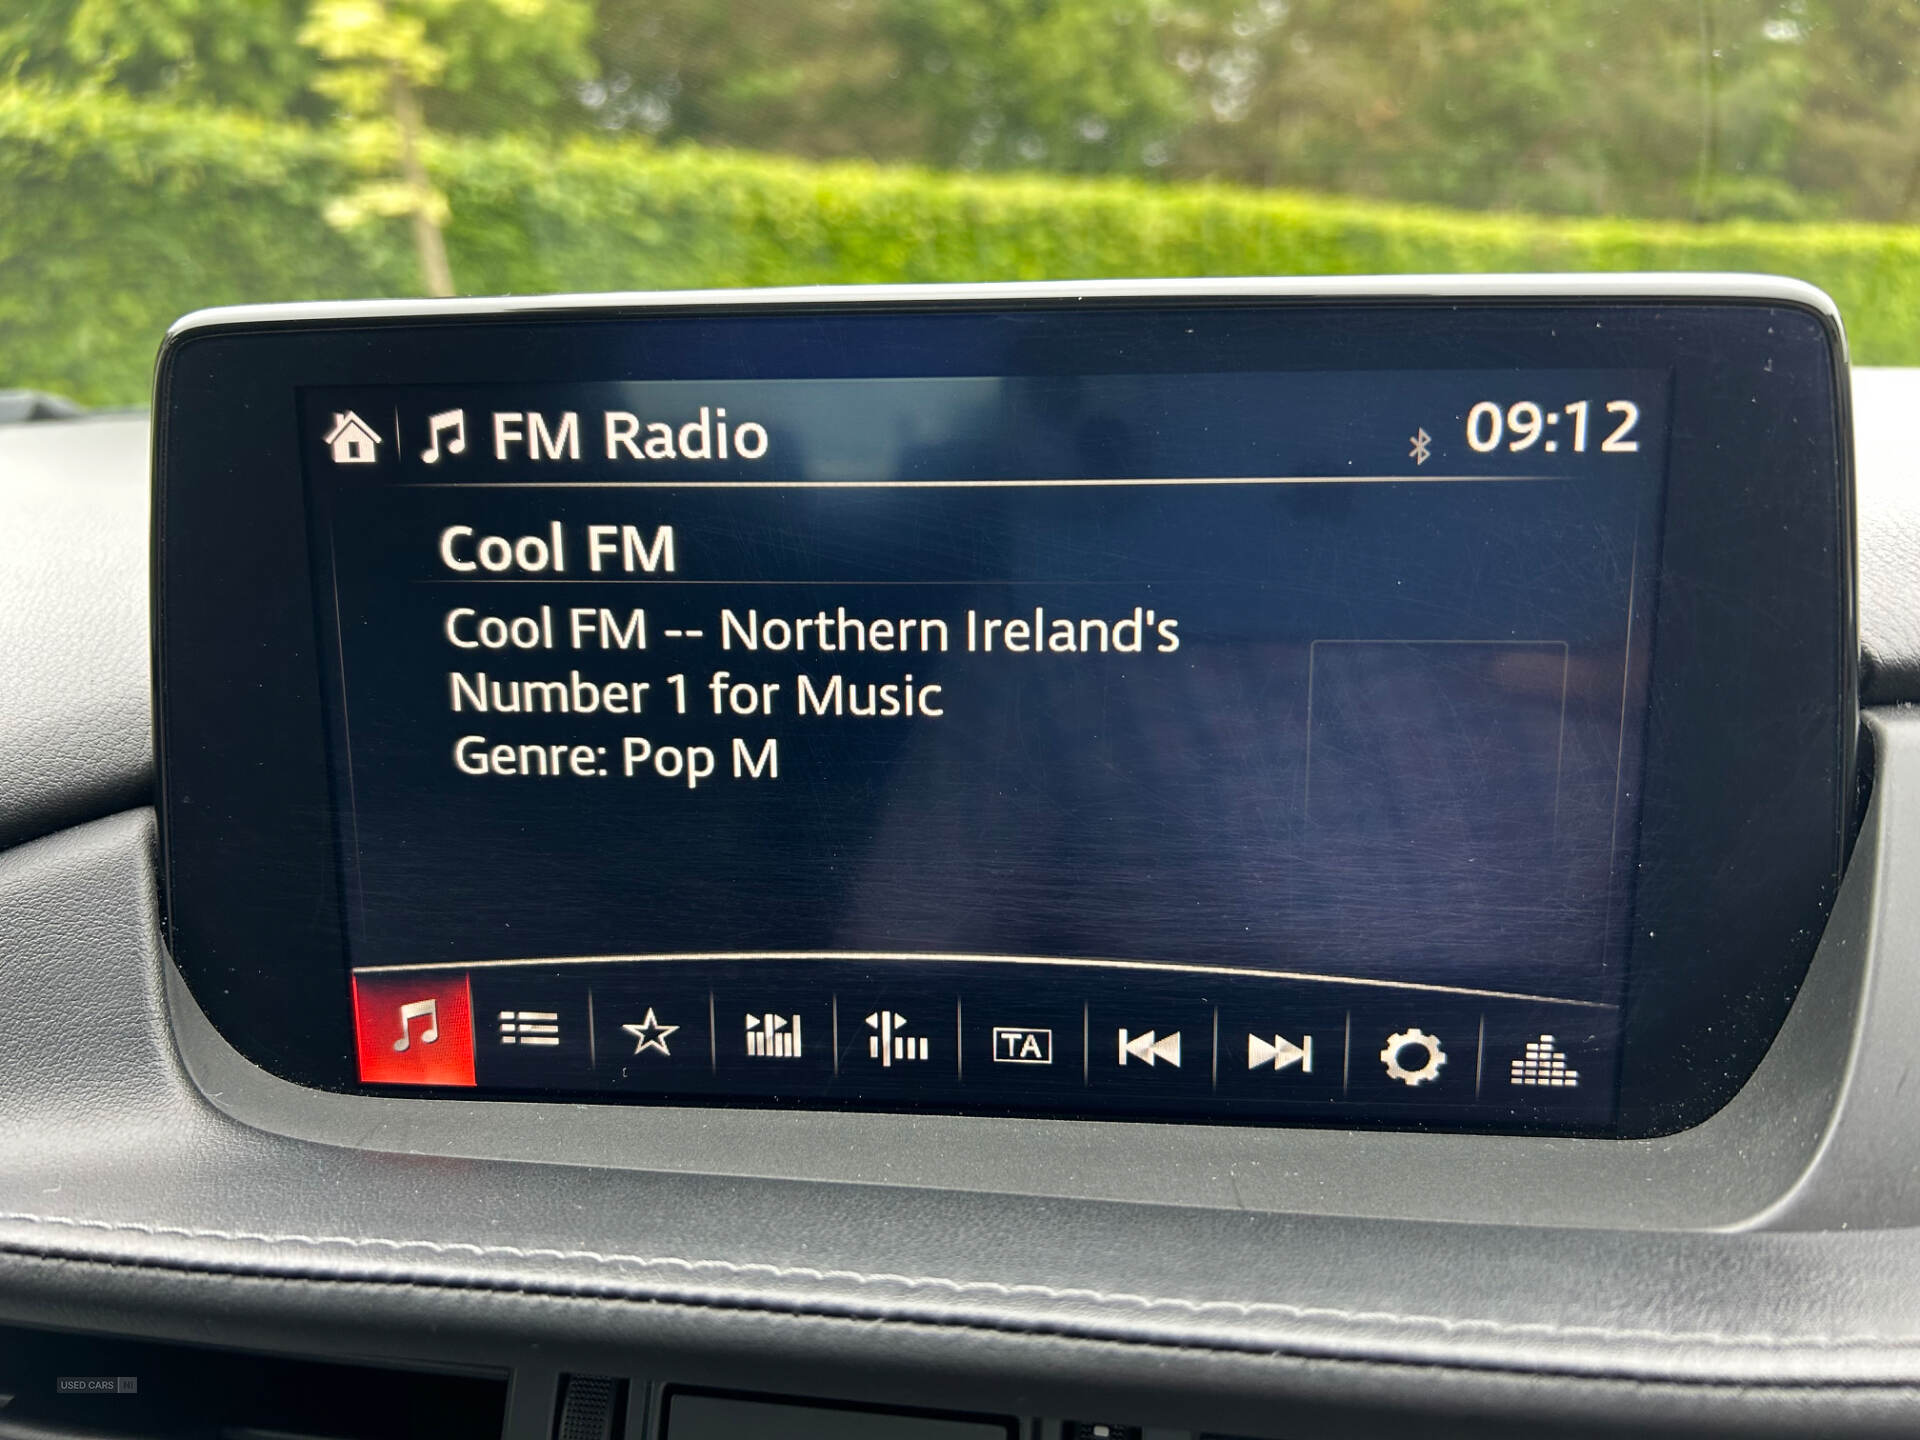 FM Radio
09:12
Cool FM
Cool FM -- Northern Ireland's
Number 1 for Music
Genre: Pop M
TA
USED CARS NI